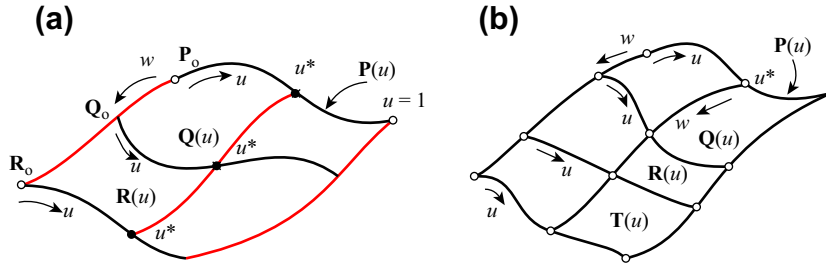 (a)
P₀
w
u
u*
P(u)
u = 1
Q₀
Q(u)
u
u*
R₀
R(u)
u
u*
(b)
w
u
P(u)
u*
u
w
Q(u)
u
R(u)
u
T(u)